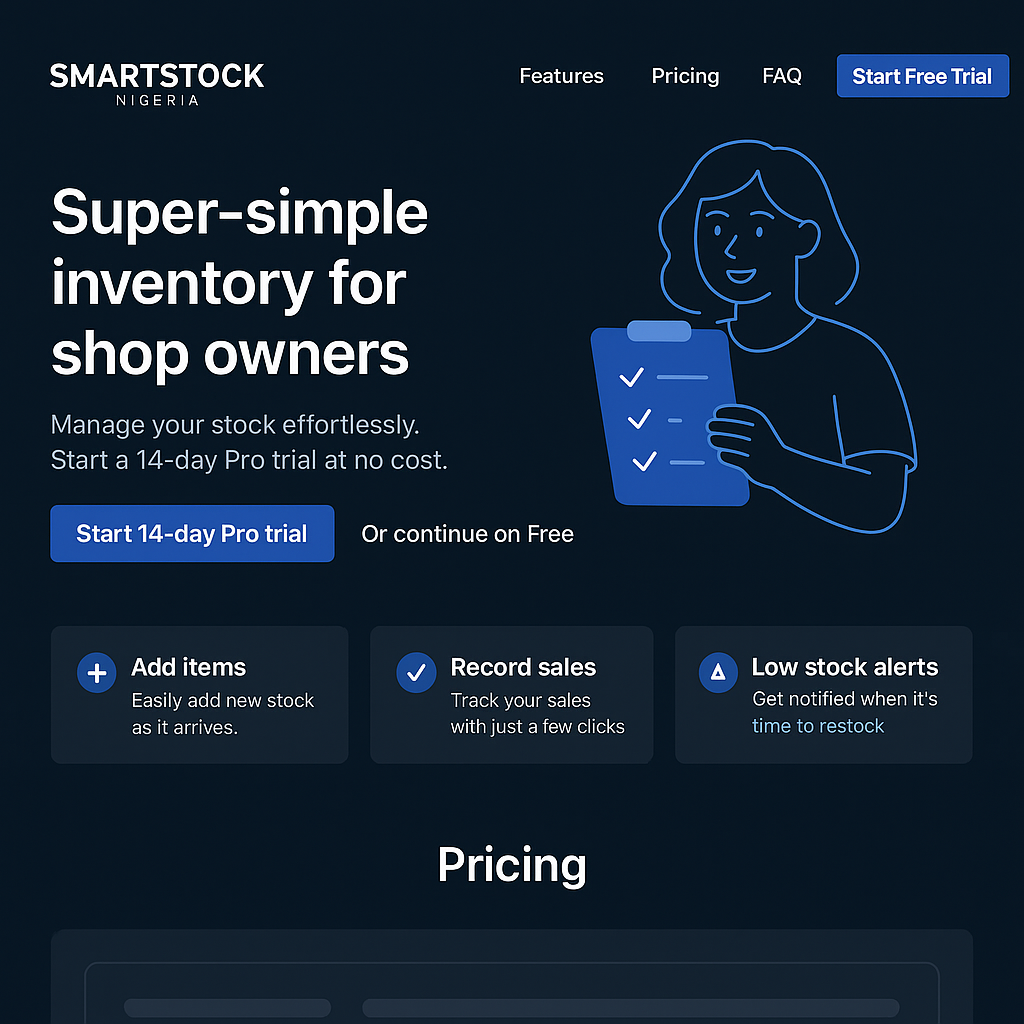 SMARTSTOCK
NIGERIA
Features
Pricing
FAQ
Start Free Trial
Super-simple
inventory for
shop owners
Manage your stock effortlessly.
Start a 14-day Pro trial at no cost.
Start 14-day Pro trial
Or continue on Free
Add items
Easily add new stock
as it arrives.
Record sales
Track your sales
with just a few clicks
Low stock alerts
Get notified when it's
time to restock
Pricing